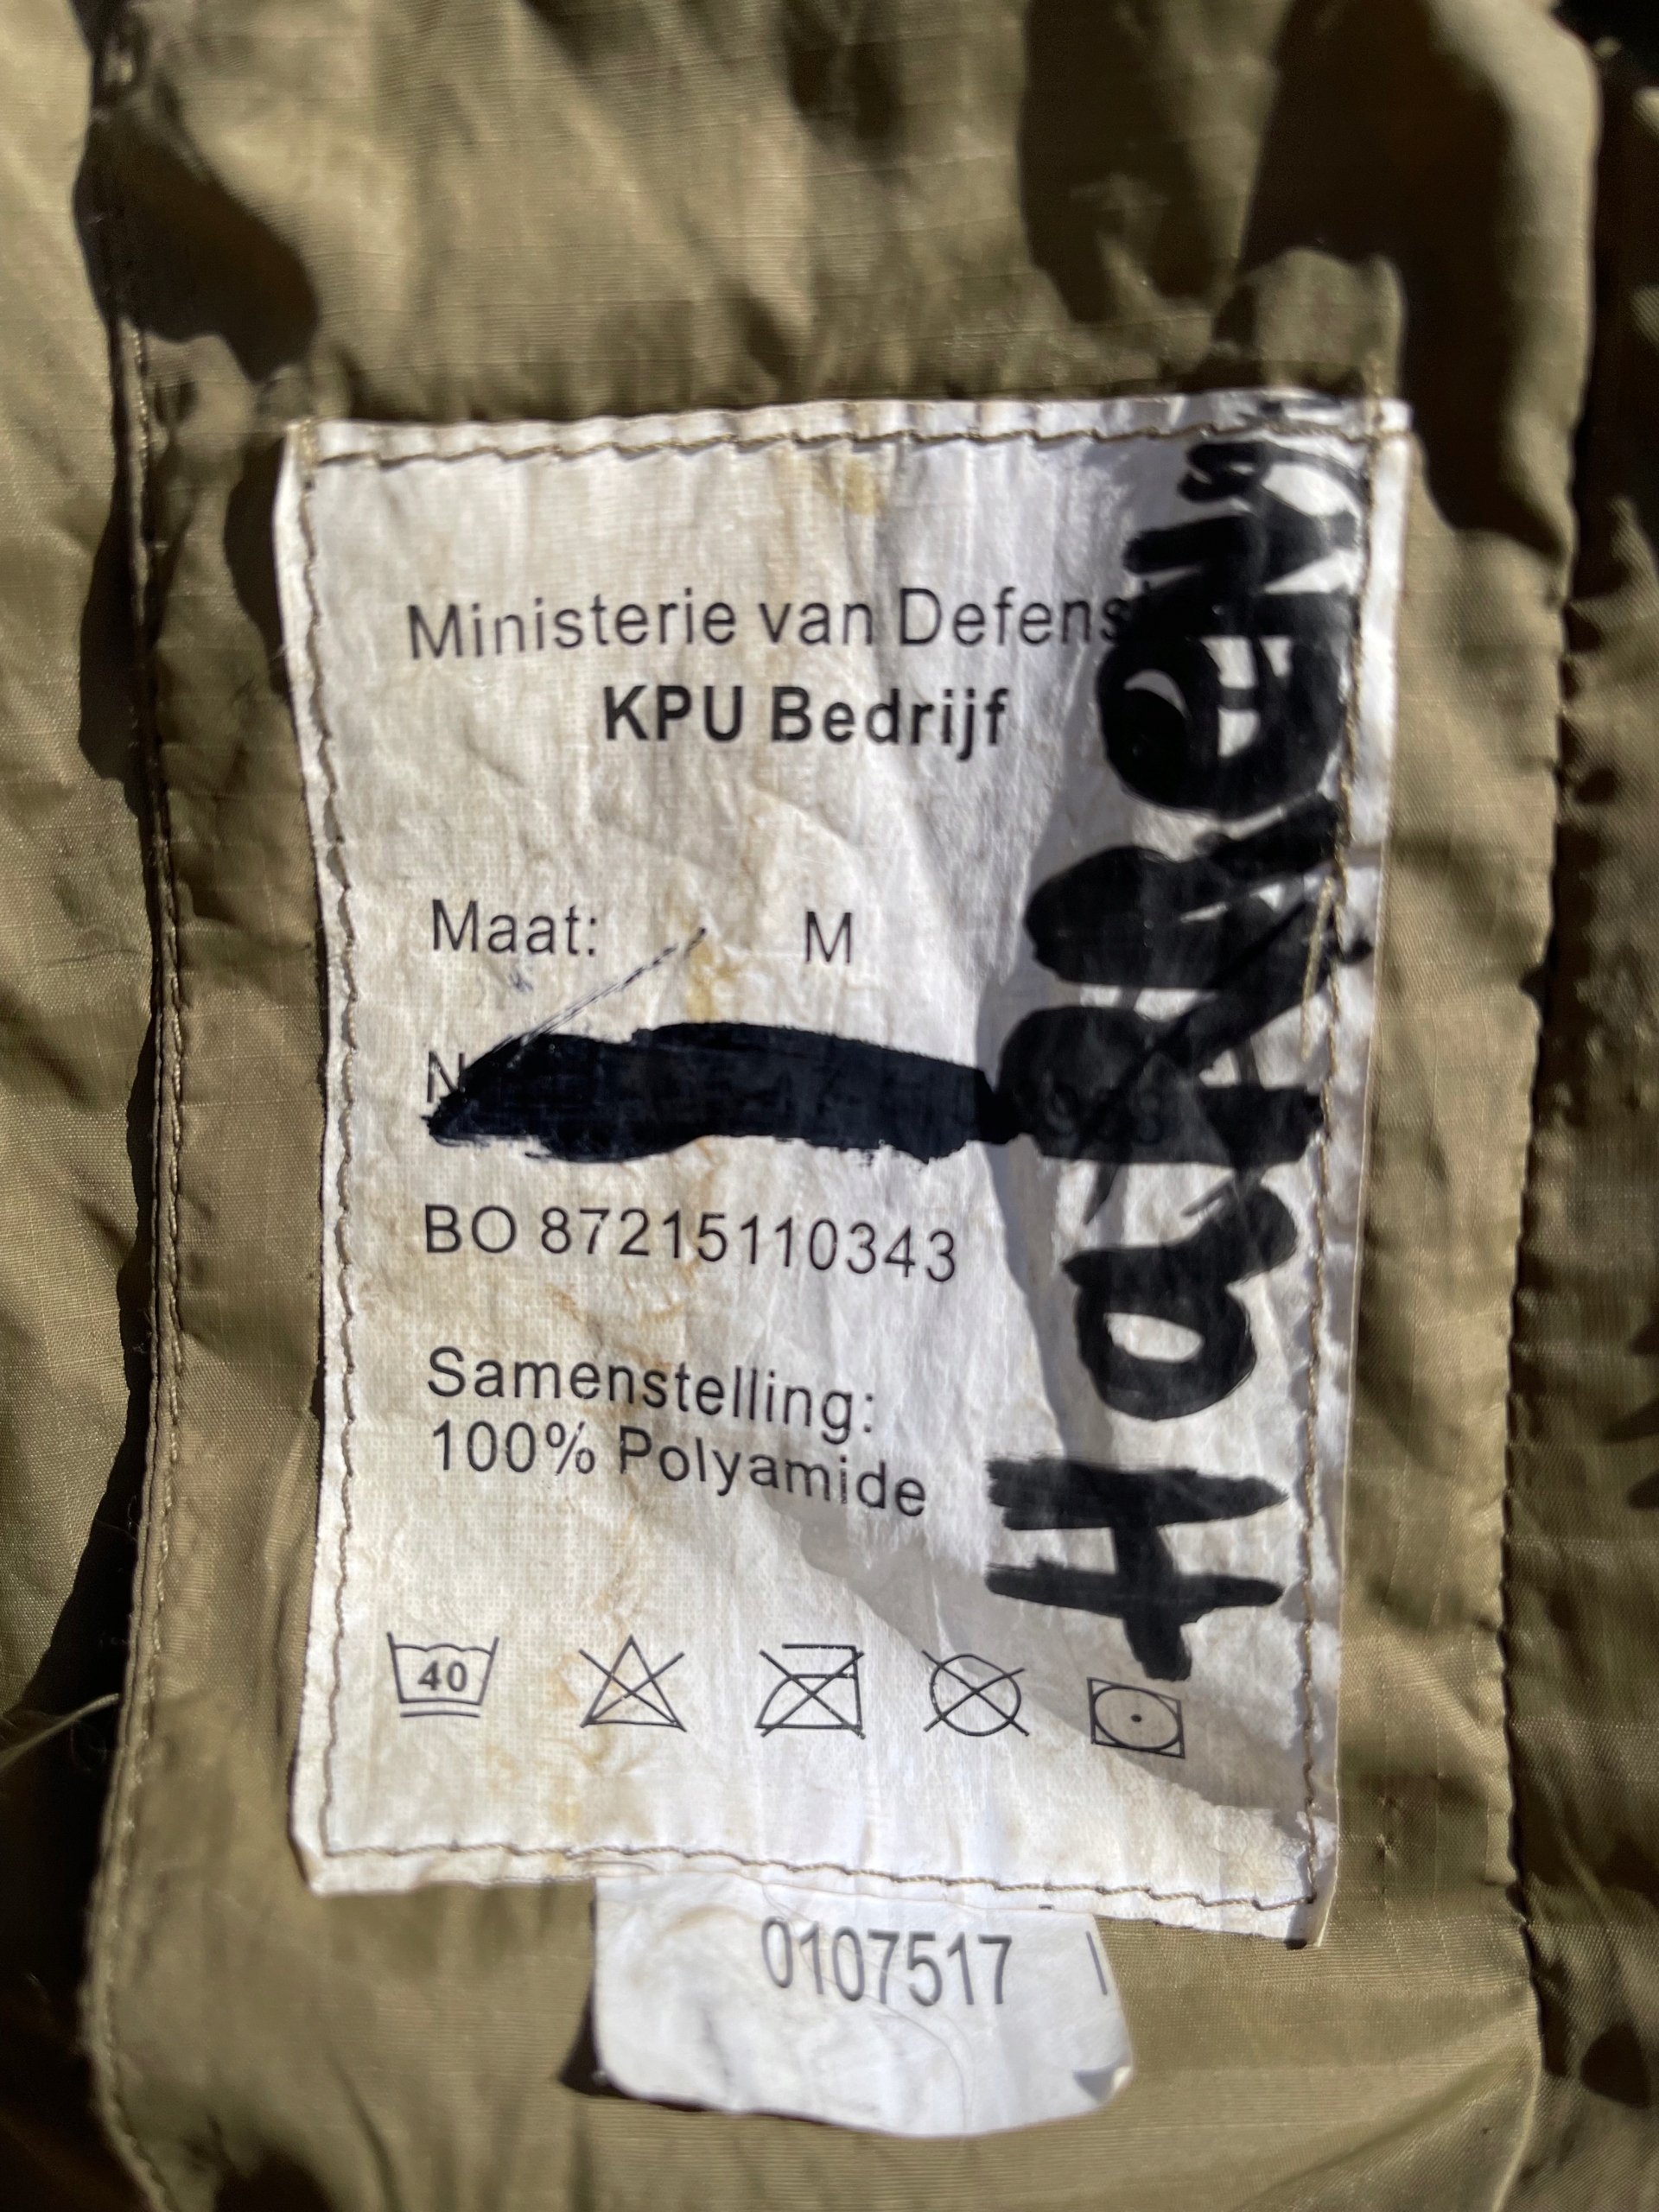 Ministerie van Defens
KPU Bedrijf
Maat: M
BO 87215110343
Samenstelling:
100% Polyamide
40
0107517